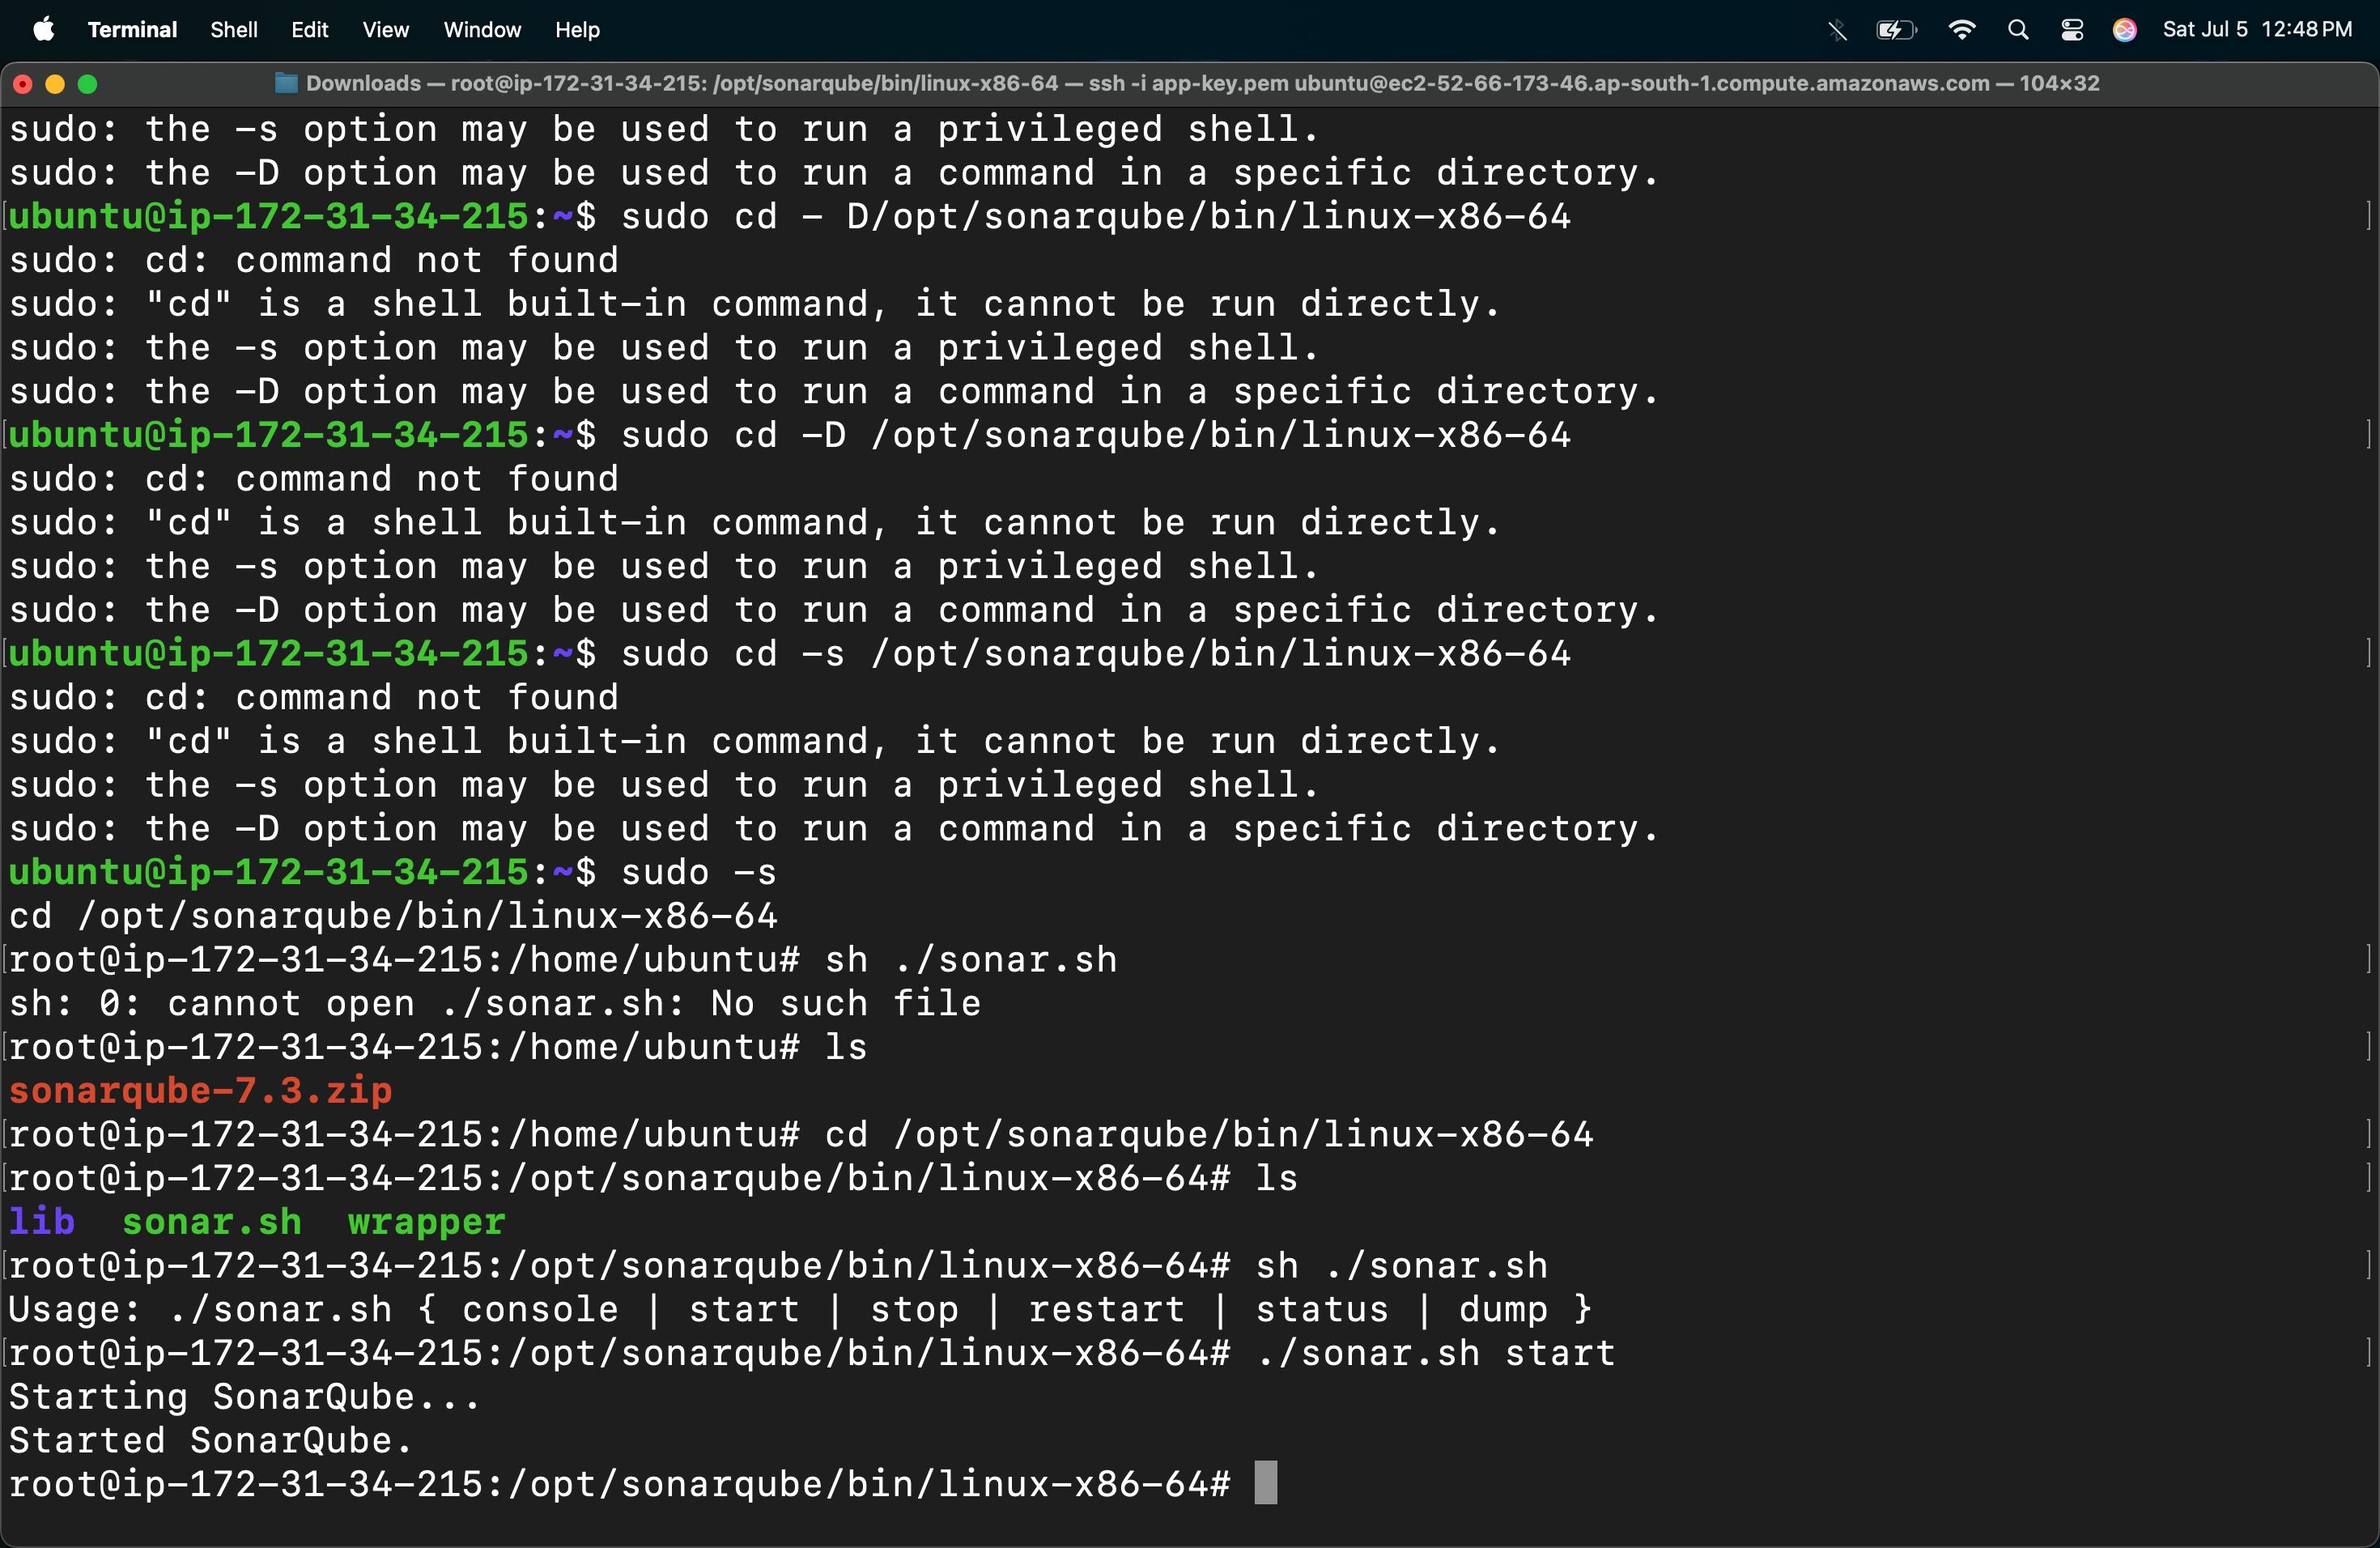 Terminal Shell Edit View Window Help Sat Jul 5 12:48 PM
Downloads — root@ip-172-31-34-215: /opt/sonarqube/bin/linux-x86-64 — ssh -i app-key.pem ubuntu@ec2-52-66-173-46.ap-south-1.compute.amazonaws.com — 104×32
sudo: the -s option may be used to run a privileged shell.
sudo: the -D option may be used to run a command in a specific directory.
[ubuntu@ip-172-31-34-215:~$ sudo cd - D/opt/sonarqube/bin/linux-x86-64 ]
sudo: cd: command not found
sudo: "cd" is a shell built-in command, it cannot be run directly.
sudo: the -s option may be used to run a privileged shell.
sudo: the -D option may be used to run a command in a specific directory.
[ubuntu@ip-172-31-34-215:~$ sudo cd -D /opt/sonarqube/bin/linux-x86-64 ]
sudo: cd: command not found
sudo: "cd" is a shell built-in command, it cannot be run directly.
sudo: the -s option may be used to run a privileged shell.
sudo: the -D option may be used to run a command in a specific directory.
[ubuntu@ip-172-31-34-215:~$ sudo cd -s /opt/sonarqube/bin/linux-x86-64 ]
sudo: cd: command not found
sudo: "cd" is a shell built-in command, it cannot be run directly.
sudo: the -s option may be used to run a privileged shell.
sudo: the -D option may be used to run a command in a specific directory.
ubuntu@ip-172-31-34-215:~$ sudo -s
cd /opt/sonarqube/bin/linux-x86-64
[root@ip-172-31-34-215:/home/ubuntu# sh ./sonar.sh ]
sh: 0: cannot open ./sonar.sh: No such file
[root@ip-172-31-34-215:/home/ubuntu# ls ]
sonarqube-7.3.zip
[root@ip-172-31-34-215:/home/ubuntu# cd /opt/sonarqube/bin/linux-x86-64 ]
[root@ip-172-31-34-215:/opt/sonarqube/bin/linux-x86-64# ls ]
lib sonar.sh wrapper
[root@ip-172-31-34-215:/opt/sonarqube/bin/linux-x86-64# sh ./sonar.sh ]
Usage: ./sonar.sh { console | start | stop | restart | status | dump }
[root@ip-172-31-34-215:/opt/sonarqube/bin/linux-x86-64# ./sonar.sh start ]
Starting SonarQube...
Started SonarQube.
root@ip-172-31-34-215:/opt/sonarqube/bin/linux-x86-64#